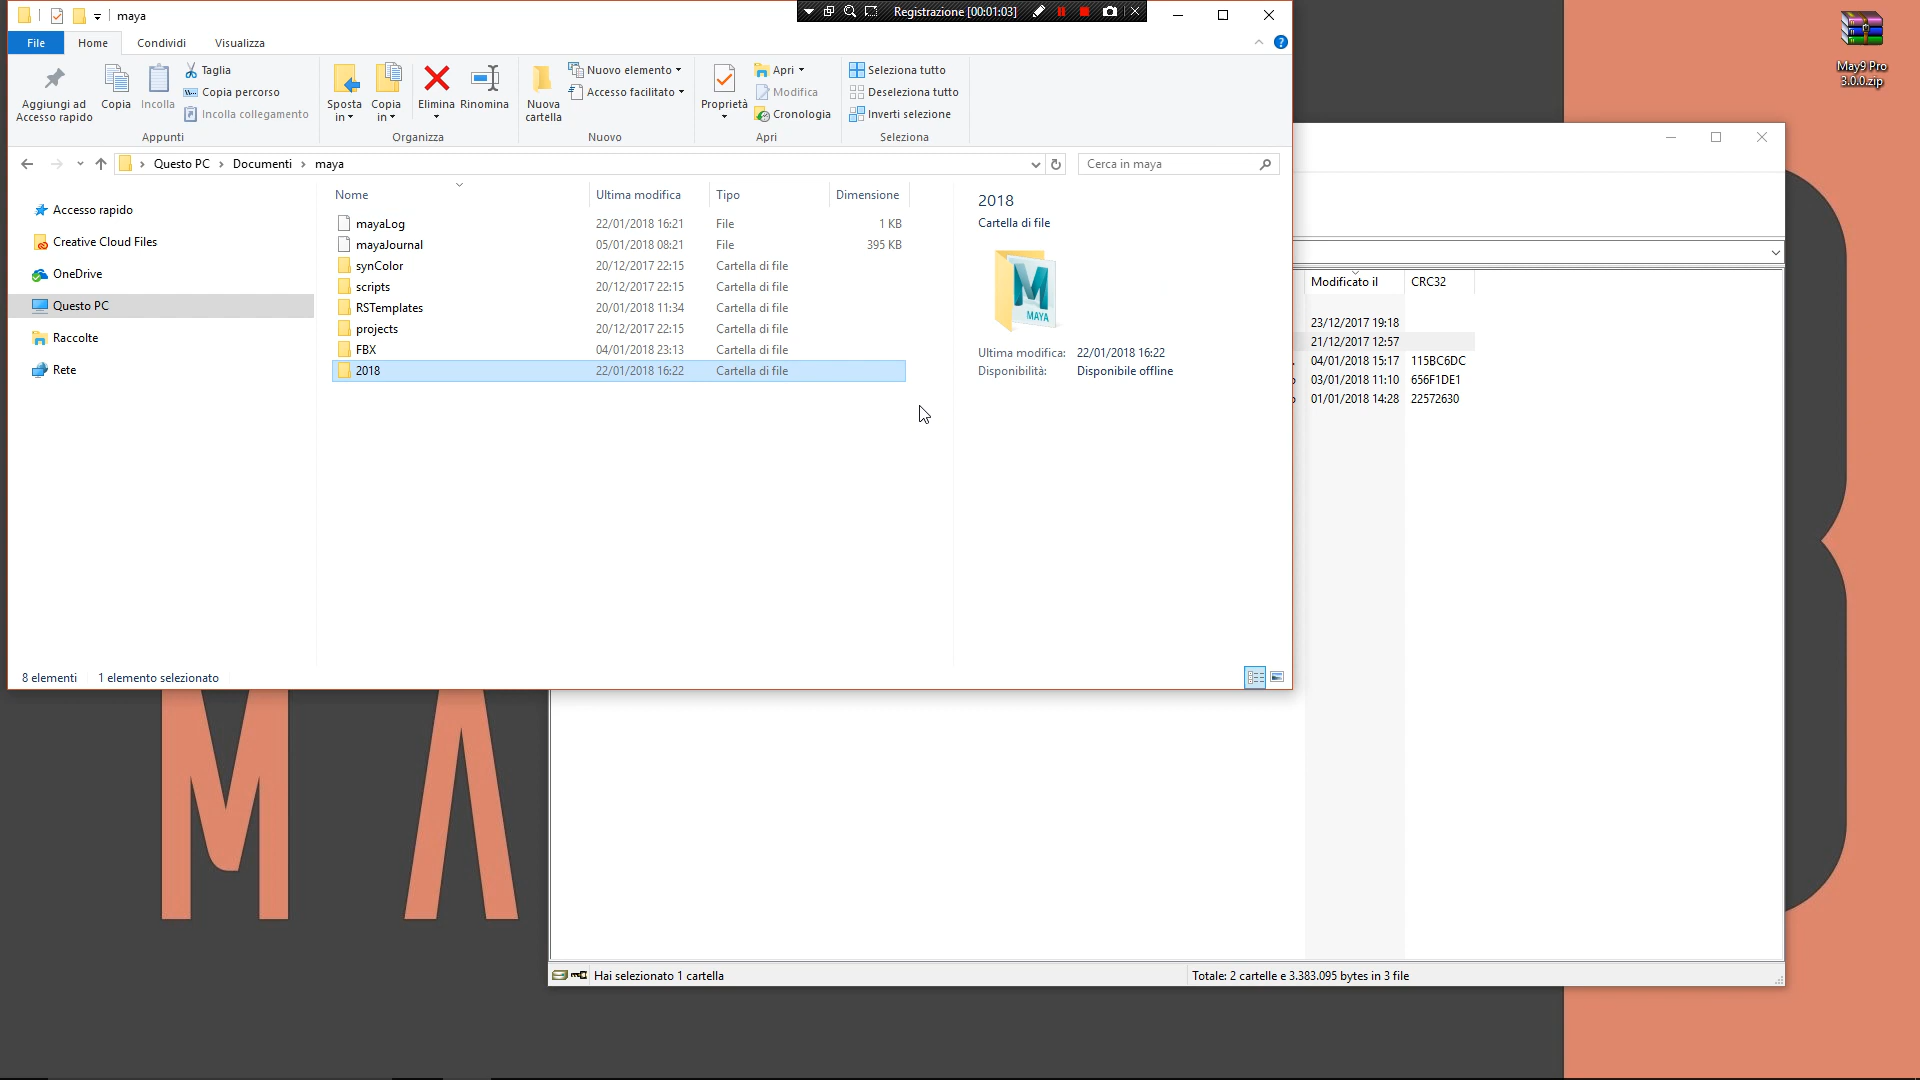 maya
Registrazione [00:01:03]
File
Home
Condividi
Visualizza
Aggiungi ad
Accesso rapido
Copia
Incolla
Taglia
Copia percorso
Incolla collegamento
Appunti
Sposta
in
Copia
in
Elimina
Rinomina
Organizza
Nuova
cartella
Nuovo elemento
Accesso facilitato
Nuovo
Proprietà
Apri
Modifica
Cronologia
Apri
Seleziona tutto
Deseleziona tutto
Inverti selezione
Seleziona
May9 Pro
3.0.0.zip
Questo PC › Documenti › maya
Cerca in maya
Accesso rapido
Creative Cloud Files
OneDrive
Questo PC
Raccolte
Rete
Nome Ultima modifica Tipo Dimensione
mayaLog 22/01/2018 16:21 File 1 KB
mayaJournal 05/01/2018 08:21 File 395 KB
synColor 20/12/2017 22:15 Cartella di file
scripts 20/12/2017 22:15 Cartella di file
RSTemplates 20/01/2018 11:34 Cartella di file
projects 20/12/2017 22:15 Cartella di file
FBX 04/01/2018 23:13 Cartella di file
2018 22/01/2018 16:22 Cartella di file
2018
Cartella di file
M
MAYA
Ultima modifica: 22/01/2018 16:22
Disponibilità: Disponibile offline
Modificato il CRC32
23/12/2017 19:18
21/12/2017 12:57
04/01/2018 15:17 115BC6DC
03/01/2018 11:10 656F1DE1
01/01/2018 14:28 22572630
8 elementi 1 elemento selezionato
Hai selezionato 1 cartella
Totale: 2 cartelle e 3.383.095 bytes in 3 file